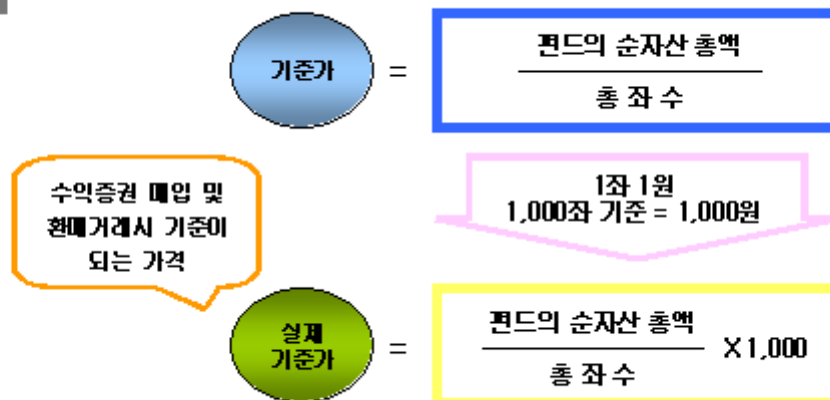 기준가 =
펀드의 순자산 총액
총 좌 수
수익증권 매입 및
환매거래시 기준이
되는 가격
1좌 1원
1,000좌 기준 = 1,000원
실제
기준가 =
펀드의 순자산 총액
총 좌 수
X 1,000